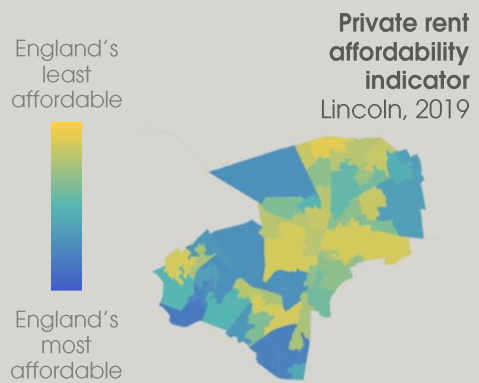 Private rent
affordability
indicator
Lincoln, 2019
England's
least
affordable
England's
most
affordable